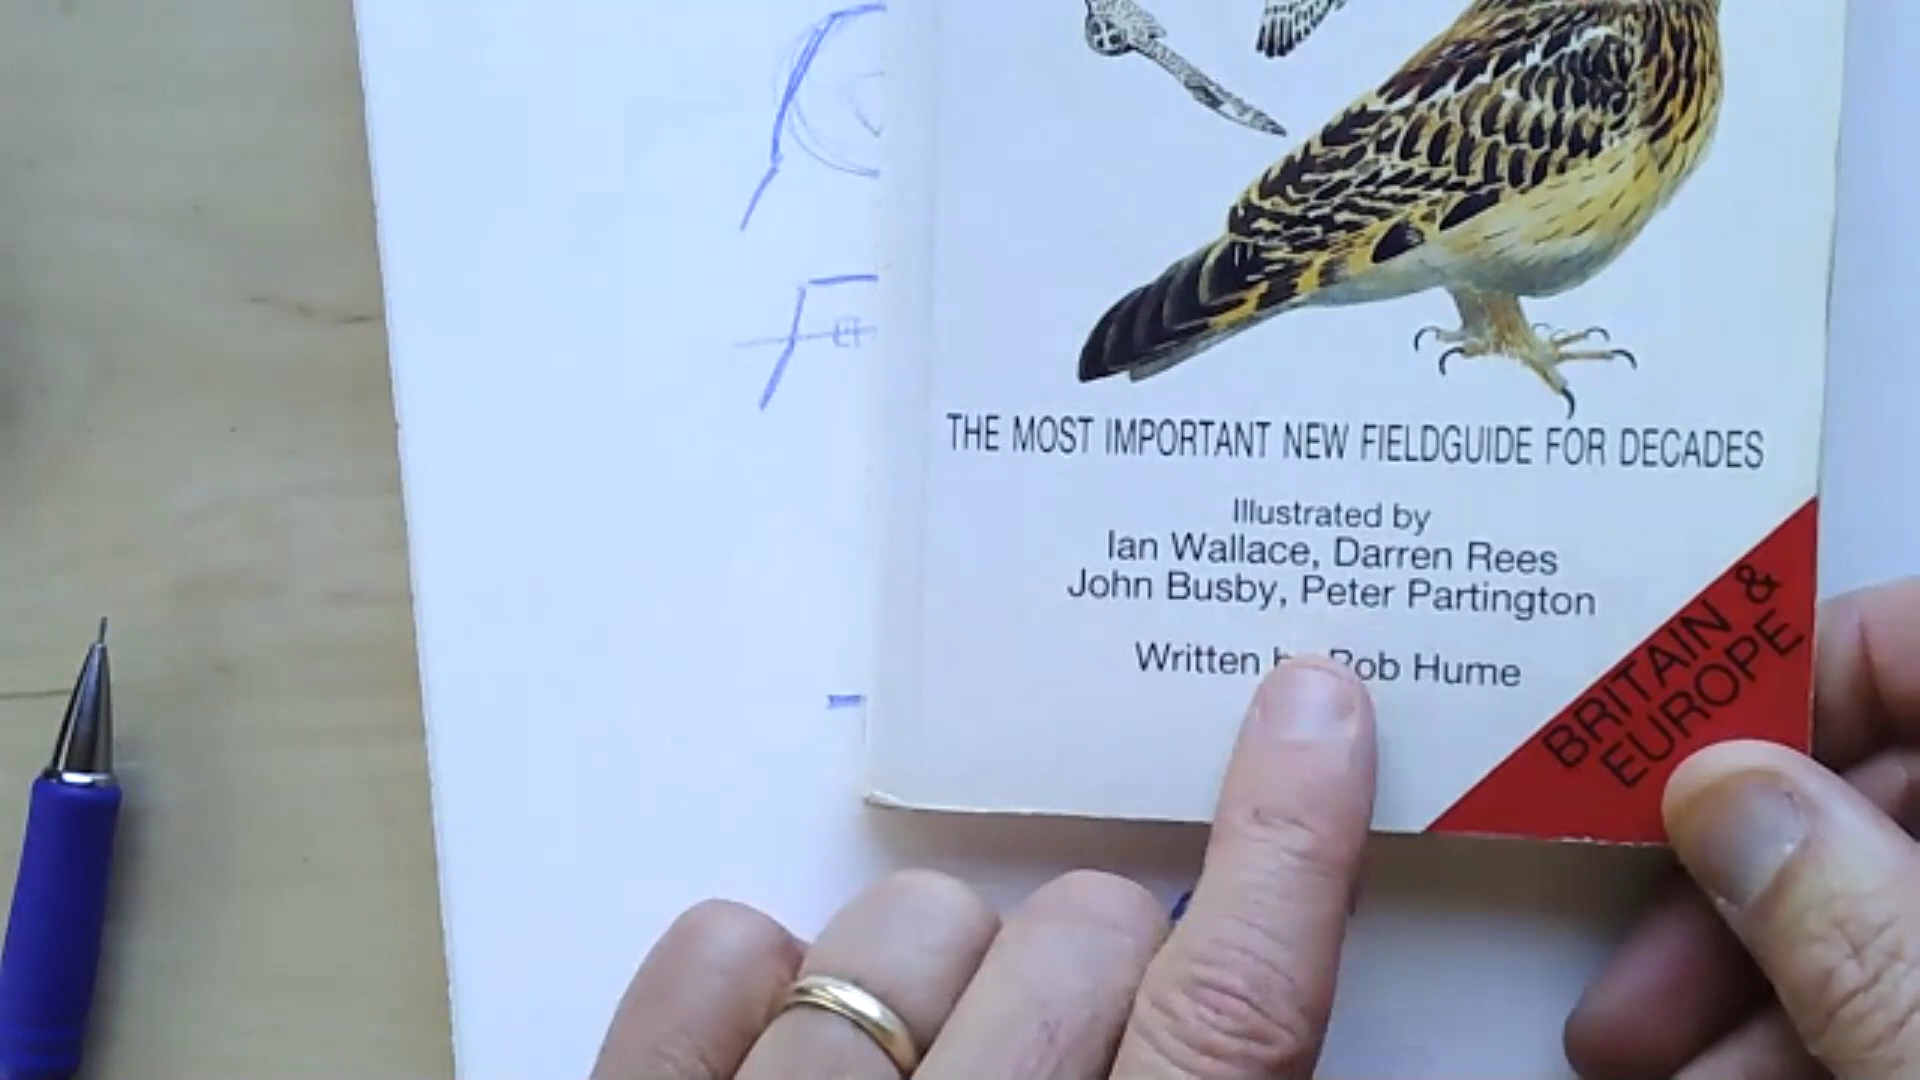 THE MOST IMPORTANT NEW FIELDGUIDE FOR DECADES
Illustrated by
Ian Wallace, Darren Rees
John Busby, Peter Partington
Written Rob Hume
BRITAIN &
EUROPE